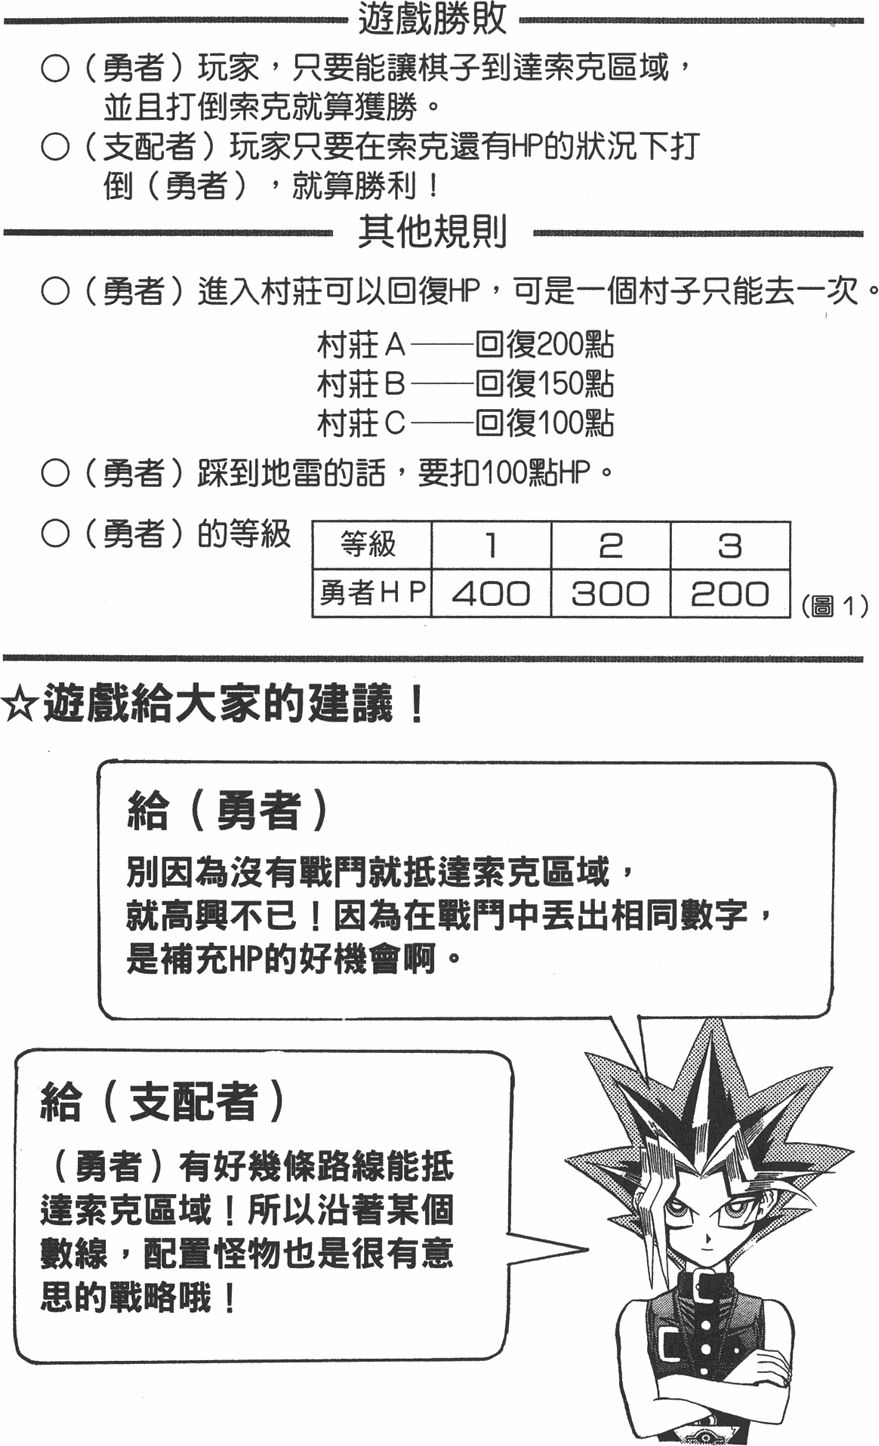 遊戲勝敗
○（勇者）玩家，只要能讓棋子到達索克區域，
並且打倒索克就算獲勝。
○（支配者）玩家只要在索克還有HP的狀況下打
倒（勇者），就算勝利！
其他規則
○（勇者）進入村莊可以回復HP，可是一個村子只能去一次。
村莊A——回復200點
村莊B——回復150點
村莊C——回復100點
○（勇者）踩到地雷的話，要扣100點HP。
○（勇者）的等級
等級 1 2 3
勇者HP 400 300 200
(圖1)
☆遊戲給大家的建議！
給（勇者）
別因為沒有戰鬥就抵達索克區域，
就高興不已！因為在戰鬥中丟出相同數字，
是補充HP的好機會啊。
給（支配者）
（勇者）有好幾條路線能抵
達索克區域！所以沿著某個
數線，配置怪物也是很有意
思的戰略哦！